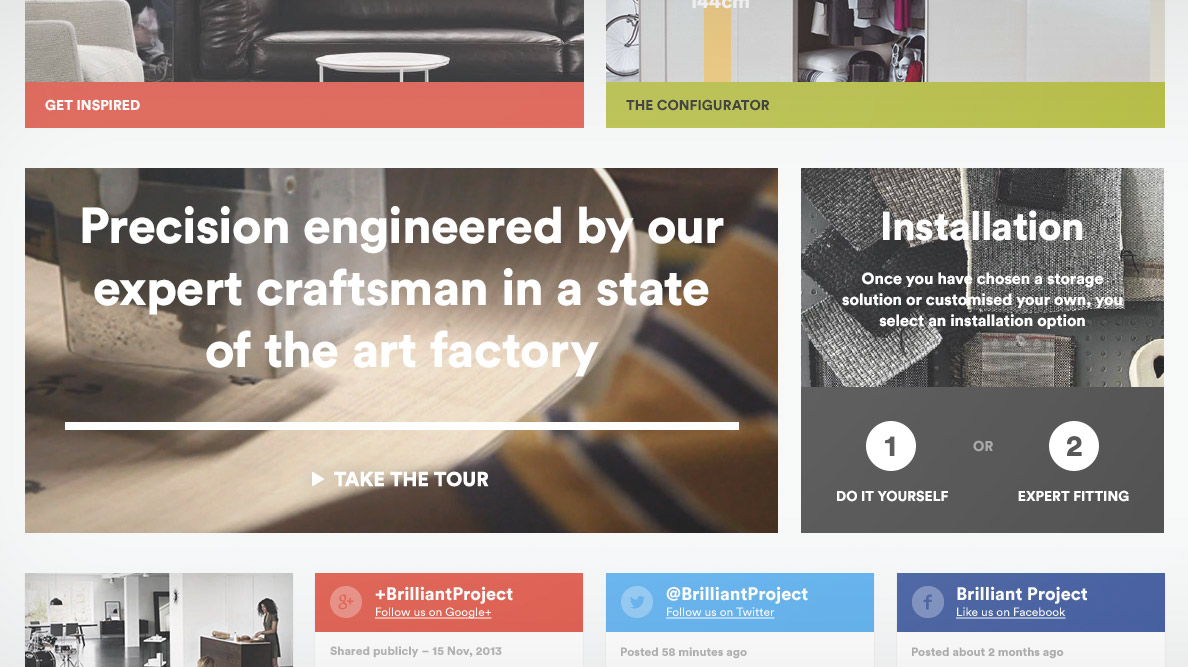 144cm
GET INSPIRED
THE CONFIGURATOR
Precision engineered by our
expert craftsman in a state
of the art factory
TAKE THE TOUR
Installation
Once you have chosen a storage
solution or customised your own, you
select an installation option
1
OR
2
DO IT YOURSELF
EXPERT FITTING
+BrilliantProject
Follow us on Google+
Shared publicly – 15 Nov, 2013
@BrilliantProject
Follow us on Twitter
Posted 58 minutes ago
Brilliant Project
Like us on Facebook
Posted about 2 months ago